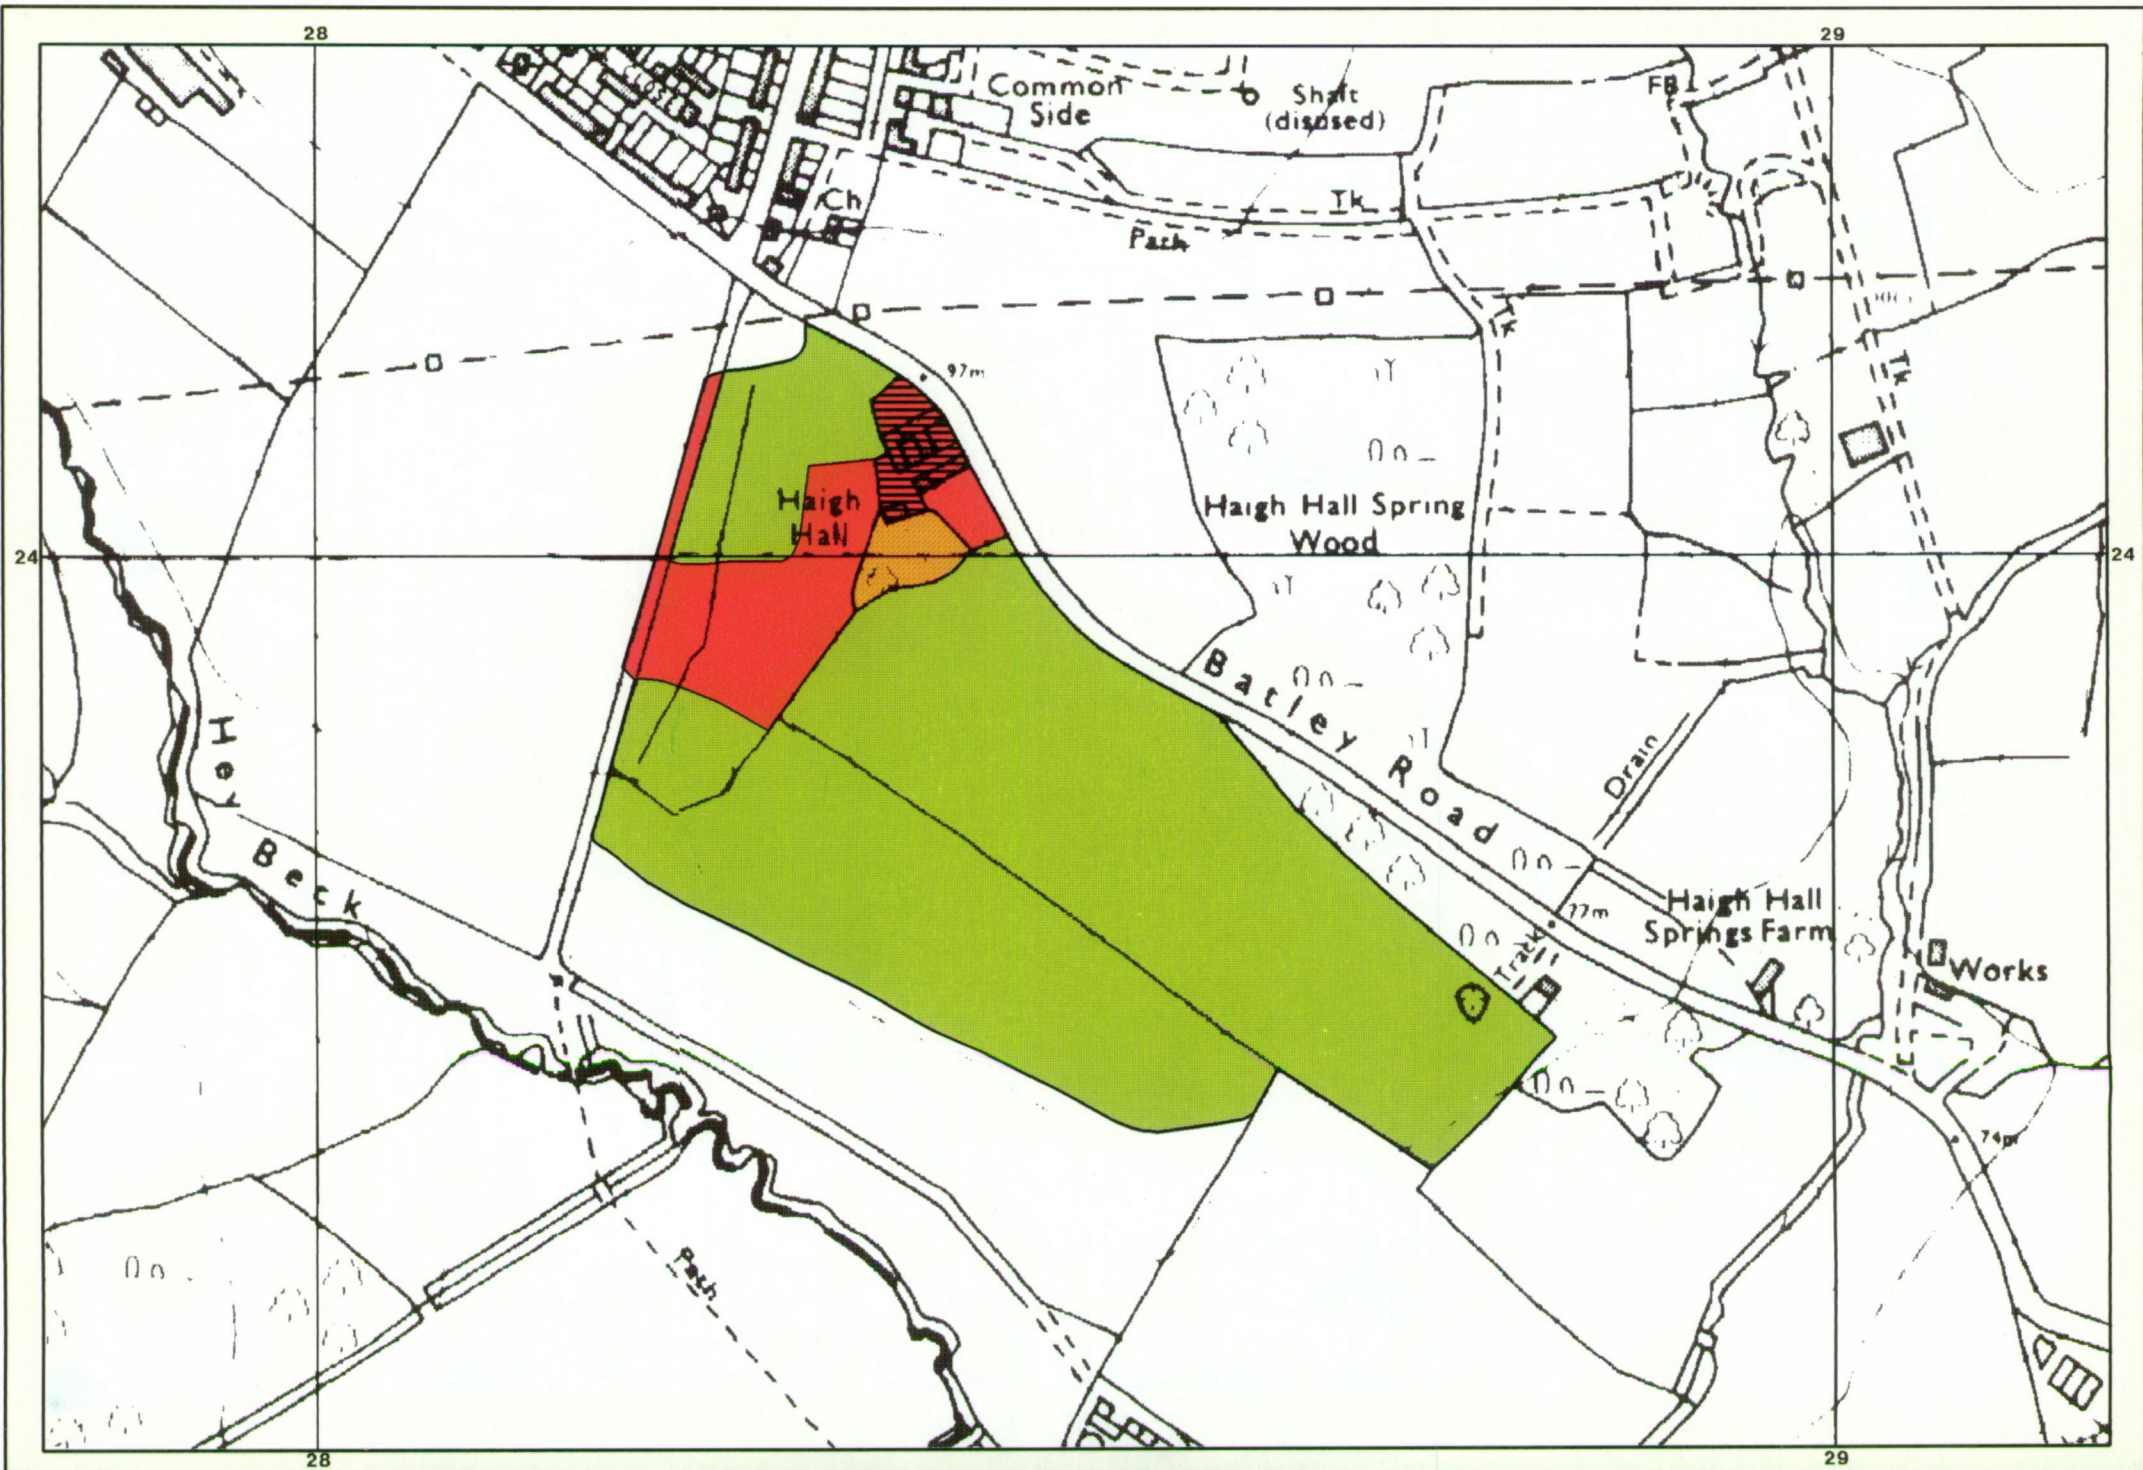 28
29
Common
Side
Shaft
(disused)
FB
Ch
Tk
Path
Tk
Tk
97m
Haigh
Hall
Haigh Hall Spring
Wood
24
24
Batley Road
Drain
Hey Beck
77m
Track
Haigh Hall
Springs Farm
Works
74m
Path
28
29